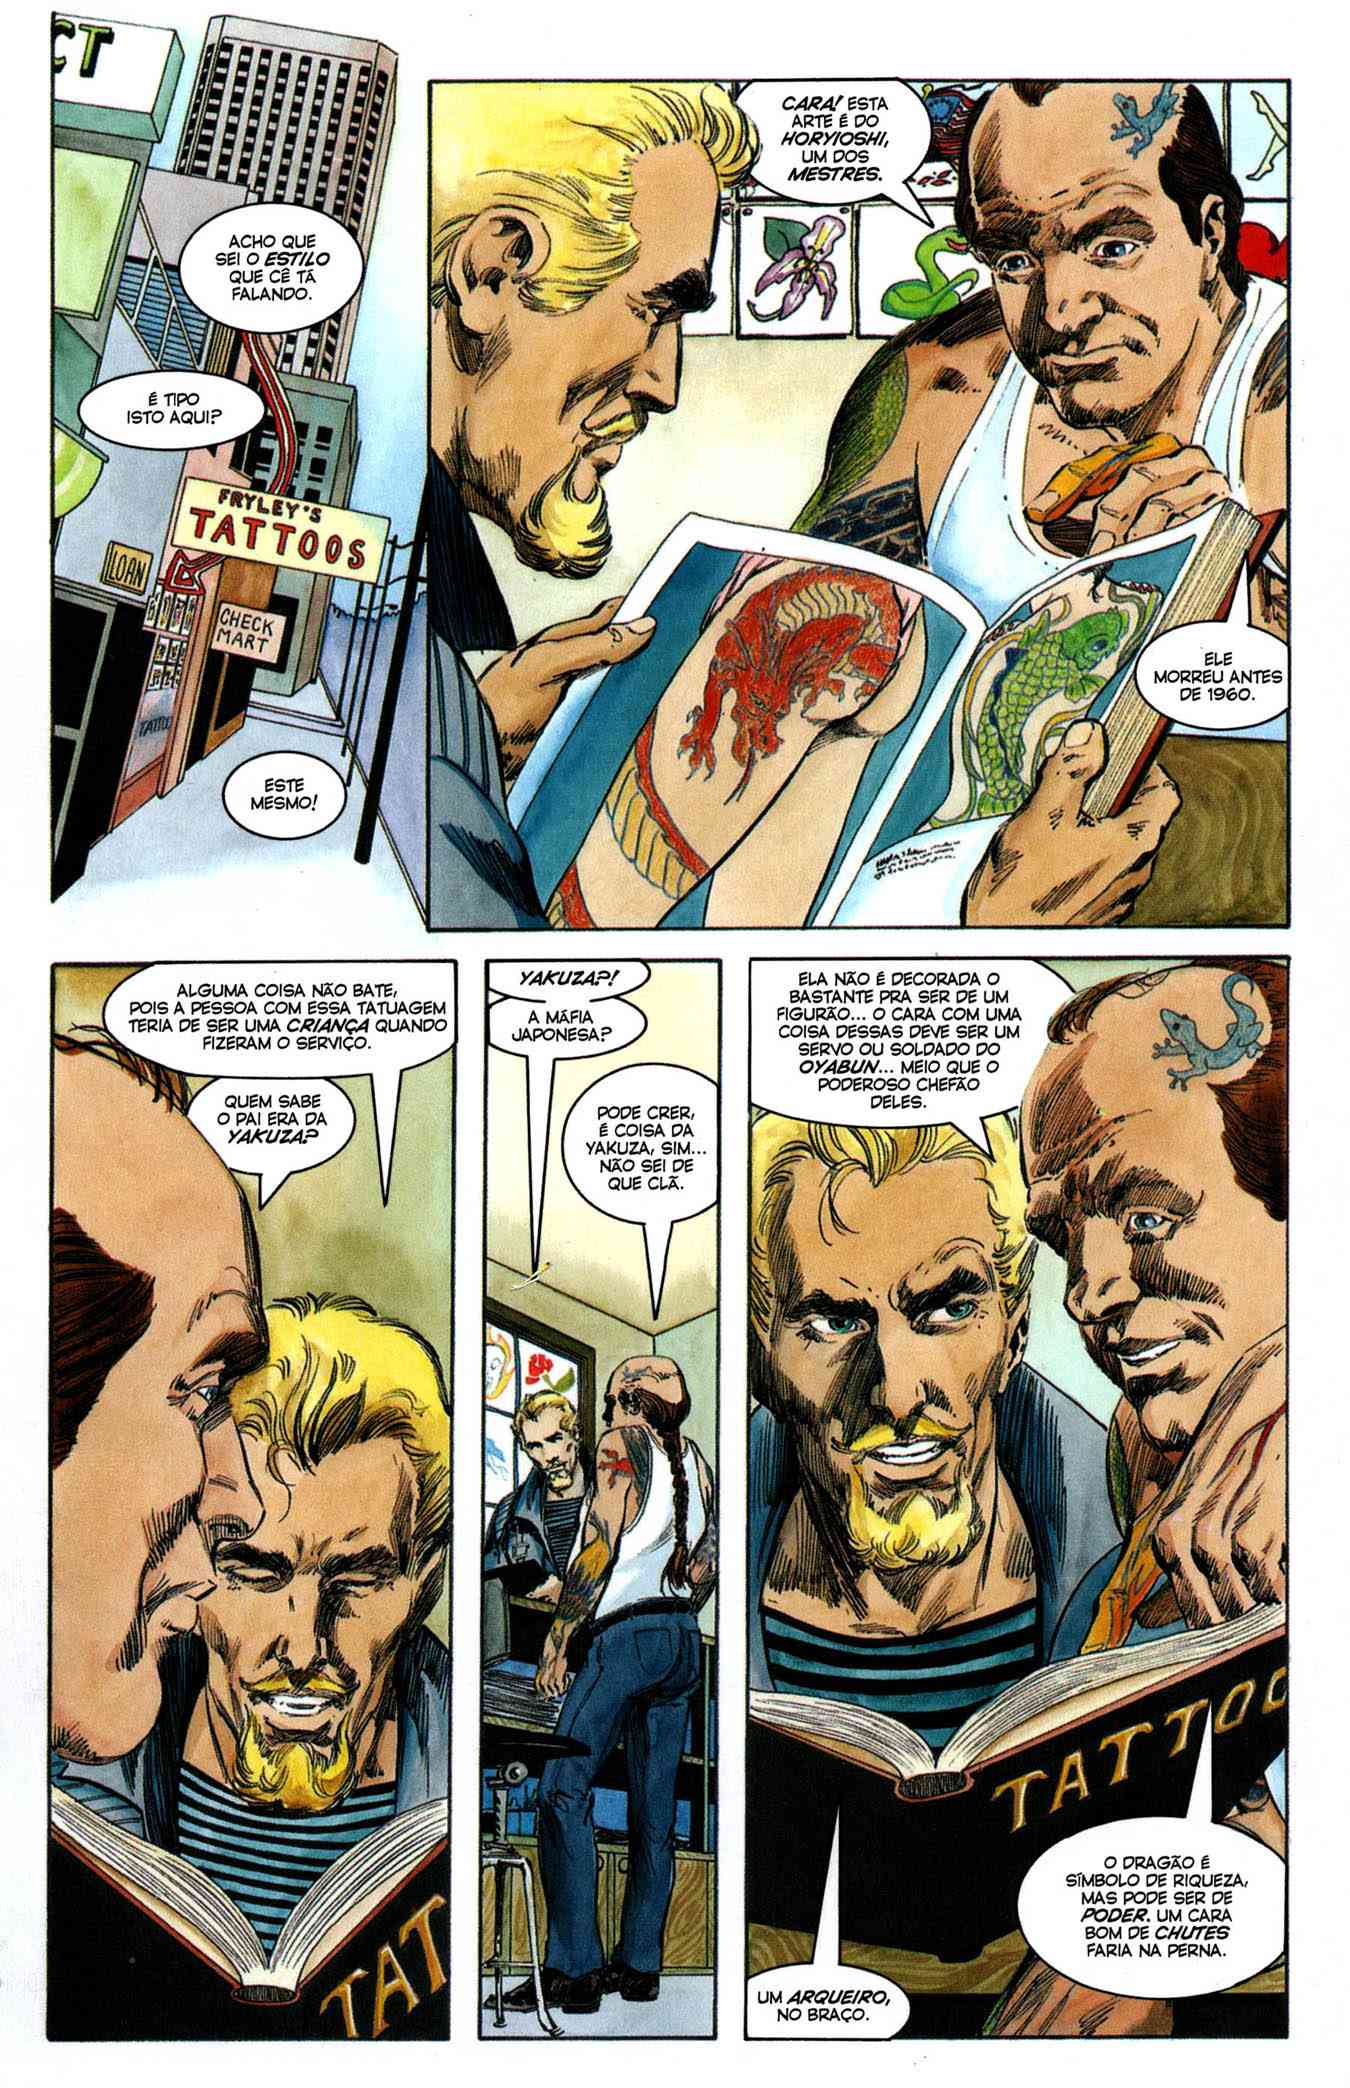 CT
ACHO QUE
SEI O ESTILO
QUE CÊ TÁ
FALANDO.
É TIPO
ISTO AQUI?
FRYLEY'S
TATTOOS
LOAN
CHECK
MART
TATTOO
ESTE
MESMO!
CARA! ESTA
ARTE É DO
HORYIOSHI,
UM DOS
MESTRES.
ELE
MORREU ANTES
DE 1960.
ALGUMA COISA NÃO BATE,
POIS A PESSOA COM ESSA TATUAGEM
TERIA DE SER UMA CRIANÇA QUANDO
FIZERAM O SERVIÇO.
QUEM SABE
O PAI ERA DA
YAKUZA?
TAT
YAKUZA?!
A MÁFIA
JAPONESA?
PODE CRER,
É COISA DA
YAKUZA, SIM...
NÃO SEI DE
QUE CLÃ.
ELA NÃO É DECORADA O
BASTANTE PRA SER DE UM
FIGURÃO... O CARA COM UMA
COISA DESSAS DEVE SER UM
SERVO OU SOLDADO DO
OYABUN... MEIO QUE O
PODEROSO CHEFÃO
DELES.
TATTOO
O DRAGÃO É
SÍMBOLO DE RIQUEZA,
MAS PODE SER DE
PODER. UM CARA
BOM DE CHUTES
FARIA NA PERNA.
UM ARQUEIRO,
NO BRAÇO.